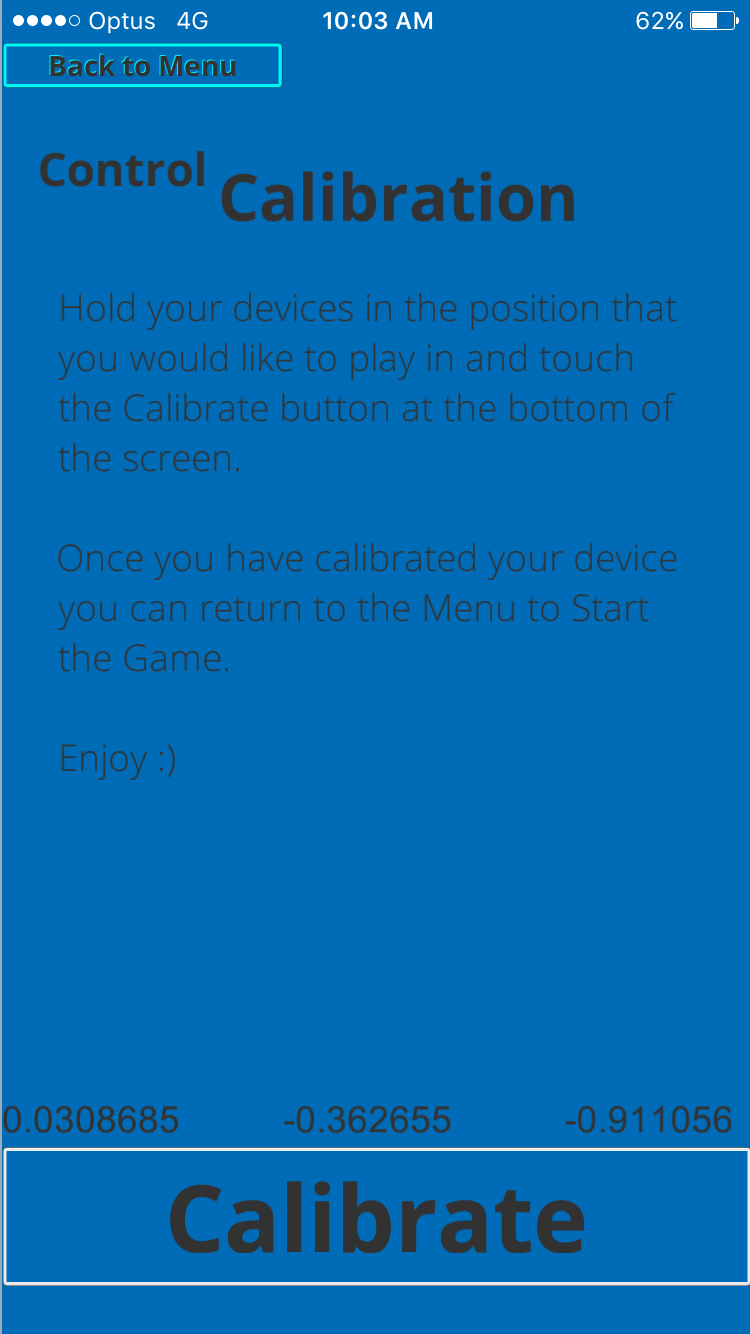 Optus 4G 10:03 AM 62%
Back to Menu
Control Calibration
Hold your devices in the position that
you would like to play in and touch
the Calibrate button at the bottom of
the screen.
Once you have calibrated your device
you can return to the Menu to Start
the Game.
Enjoy :)
0.0308685 -0.362655 -0.911056
Calibrate